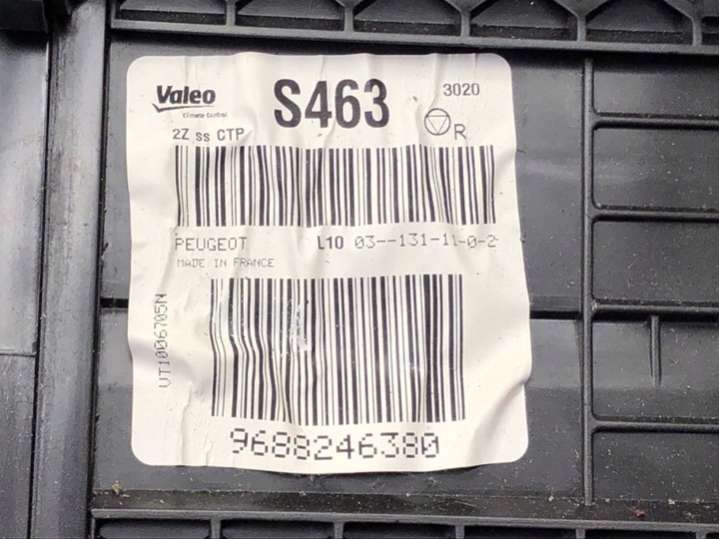 Valeo S463 3020
Climate Control
2Z ss CTP R
PEUGEOT L10 03--131-11-0-2
MADE IN FRANCE
VT1006705N
9688246380